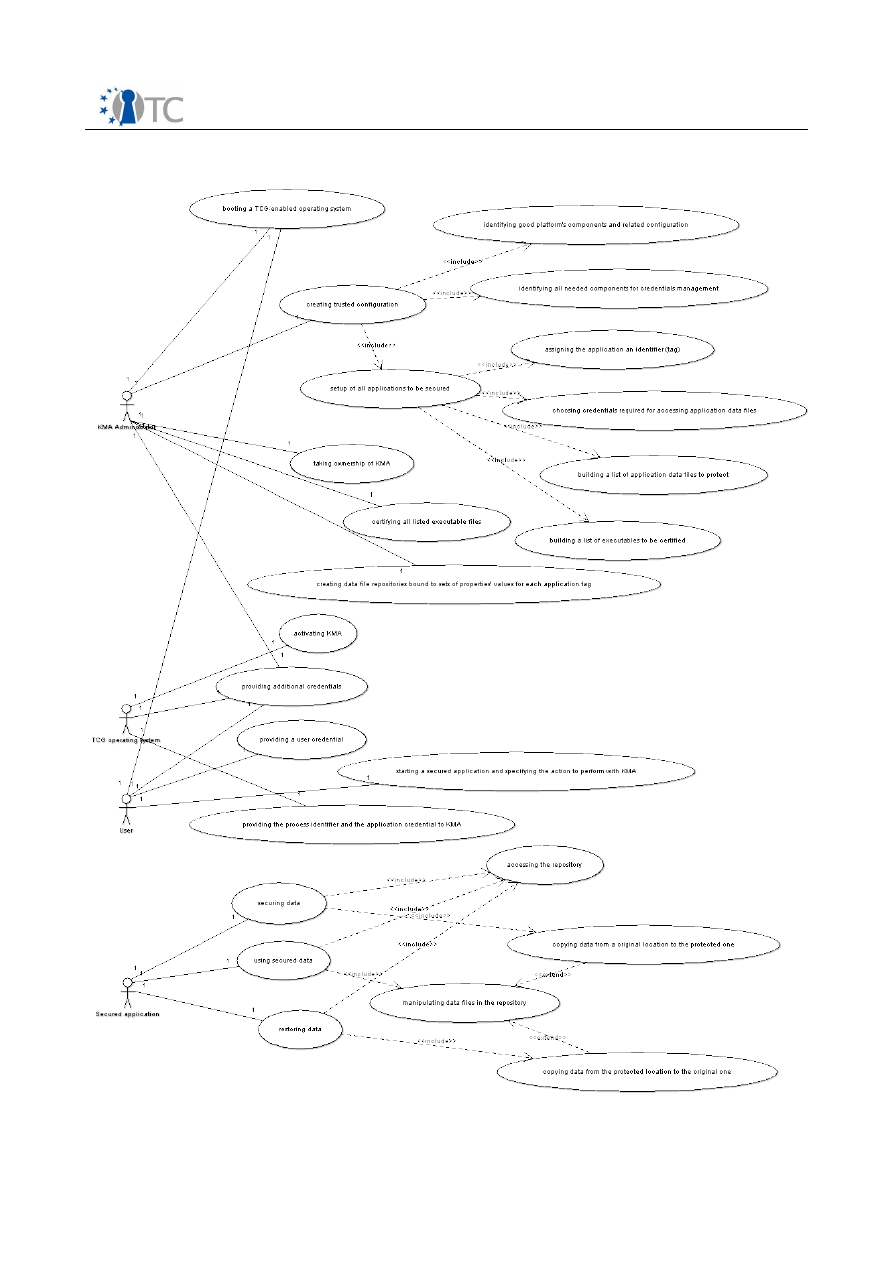 TC
booting a TCG-enabled operating system
identifying good platform's components and related configuration
<<include>>
identifying all needed components for credentials management
<<include>>
creating trusted configuration
<<include>>
assigning the application an identifier (tag)
<<include>>
setup of all applications to be secured
<<include>>
choosing credentials required for accessing application data files
<<include>>
KMA Administrator
<<include>>
taking ownership of KMA
building a list of application data files to protect
certifying all listed executable files
building a list of executables to be certified
creating data file repositories bound to sets of properties' values for each application tag
activating KMA
providing additional credentials
TCG operating system
providing a user credential
starting a secured application and specifying the action to perform with KMA
User
providing the process identifier and the application credential to KMA
accessing the repository
<<include>>
securing data
<<include>>
<<include>>
copying data from a original location to the protected one
<<include>>
using secured data
<<include>>
<<extend>>
manipulating data files in the repository
Secured application
restoring data
<<include>>
<<extend>>
copying data from the protected location to the original one